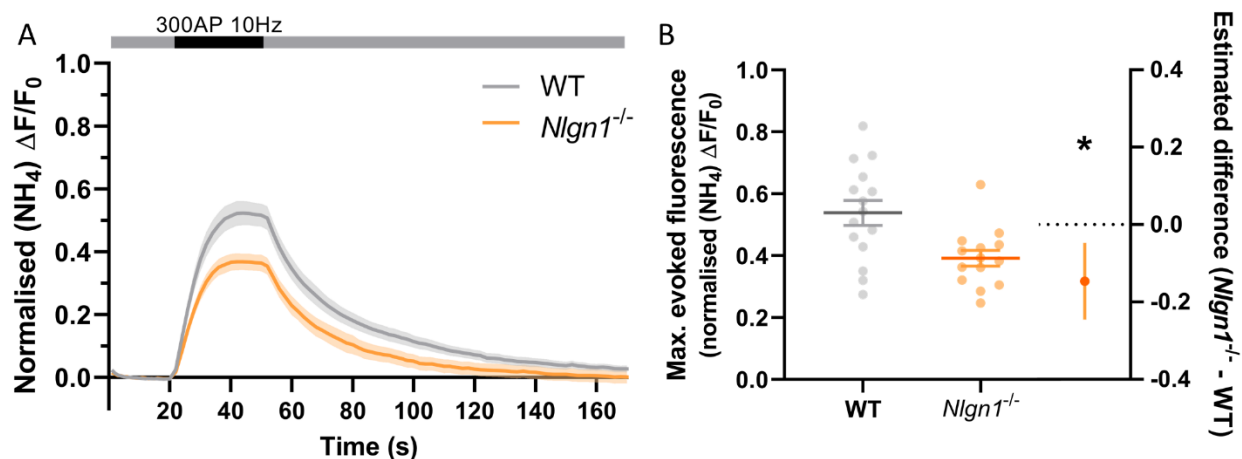 A
300AP 10Hz
Normalised (NH₄) ΔF/F₀
1.0
0.8
0.6
0.4
0.2
0.0
WT
Nlgn1⁻/⁻
20
40
60
80
100
120
140
160
Time (s)
B
Max. evoked fluorescence
(normalised (NH₄) ΔF/F₀)
1.0
0.8
0.6
0.4
0.2
0.0
WT
Nlgn1⁻/⁻
*
0.4
0.2
0.0
-0.2
-0.4
Estimated difference (Nlgn1⁻/⁻ - WT)